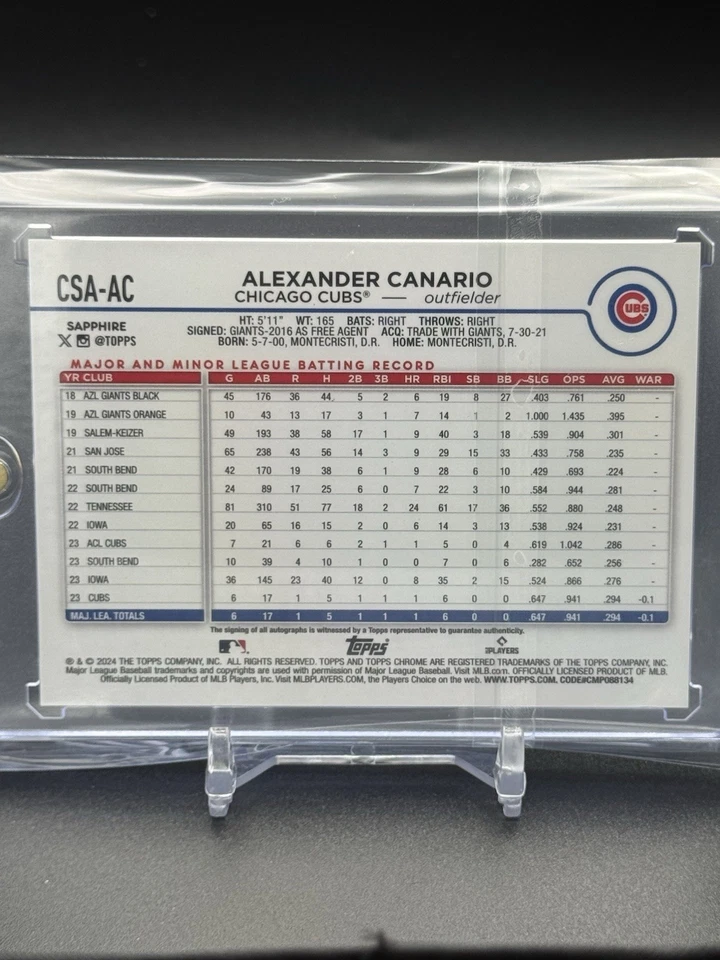 CSA-AC
ALEXANDER CANARIO
CHICAGO CUBS® — outfielder
CUBS
SAPPHIRE
@TOPPS
HT: 5'11" WT: 165 BATS: RIGHT THROWS: RIGHT
SIGNED: GIANTS-2016 AS FREE AGENT ACQ: TRADE WITH GIANTS, 7-30-21
BORN: 5-7-00, MONTECRISTI, D.R. HOME: MONTECRISTI, D.R.
MAJOR AND MINOR LEAGUE BATTING RECORD
YR CLUB G AB R H 2B 3B HR RBI SB BB SLG OPS AVG WAR
18 AZL GIANTS BLACK 45 176 36 44 5 2 6 19 8 27 .403 .761 .250 -
19 AZL GIANTS ORANGE 10 43 13 17 3 1 7 14 1 2 1.000 1.435 .395 -
19 SALEM-KEIZER 49 193 38 58 17 1 9 40 3 18 .539 .904 .301 -
21 SAN JOSE 65 238 43 56 14 3 9 29 15 33 .433 .758 .235 -
21 SOUTH BEND 42 170 19 38 6 1 9 28 6 10 .429 .693 .224 -
22 SOUTH BEND 24 89 17 25 6 0 7 22 3 10 .584 .944 .281 -
22 TENNESSEE 81 310 51 77 18 2 24 61 17 36 .552 .880 .248 -
22 IOWA 20 65 16 15 2 0 6 14 3 13 .538 .924 .231 -
23 ACL CUBS 7 21 6 6 2 1 1 5 0 4 .619 1.042 .286 -
23 SOUTH BEND 10 39 4 10 1 0 0 7 0 6 .282 .652 .256 -
23 IOWA 36 145 23 40 12 0 8 35 2 15 .524 .866 .276 -
23 CUBS 6 17 1 5 1 1 1 6 0 0 .647 .941 .294 -0.1
MAJ. LEA. TOTALS 6 17 1 5 1 1 1 6 0 0 .647 .941 .294 -0.1
The signing of all autographs is witnessed by a Topps representative to guarantee authenticity.
Topps
PLAYERS
® & © 2024 THE TOPPS COMPANY, INC. ALL RIGHTS RESERVED. TOPPS AND TOPPS CHROME ARE REGISTERED TRADEMARKS OF THE TOPPS COMPANY, INC.
Major League Baseball trademarks and copyrights are used with permission of Major League Baseball. Visit MLB.com. OFFICIALLY LICENSED PRODUCT OF MLB.
Officially Licensed Product of MLB Players, Inc. Visit MLBPLAYERS.COM, the Players Choice on the web. WWW.TOPPS.COM. CODE#CMP088134